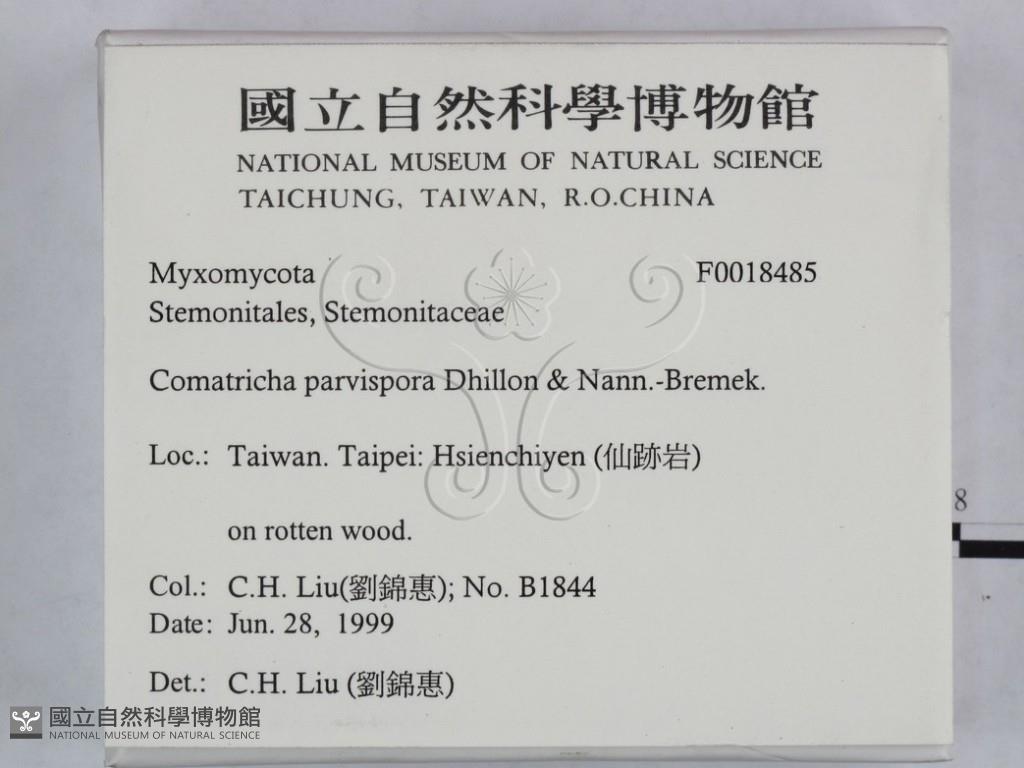 國立自然科學博物館
NATIONAL MUSEUM OF NATURAL SCIENCE
TAICHUNG, TAIWAN, R.O.CHINA
Myxomycota F0018485
Stemonitales, Stemonitaceae
Comatricha parvispora Dhillon & Nann.-Bremek.
Loc.: Taiwan. Taipei: Hsienchiyen (仙跡岩)
8
on rotten wood.
Col.: C.H. Liu(劉錦惠); No. B1844
Date: Jun. 28, 1999
Det.: C.H. Liu (劉錦惠)
國立自然科學博物館
NATIONAL MUSEUM OF NATURAL SCIENCE